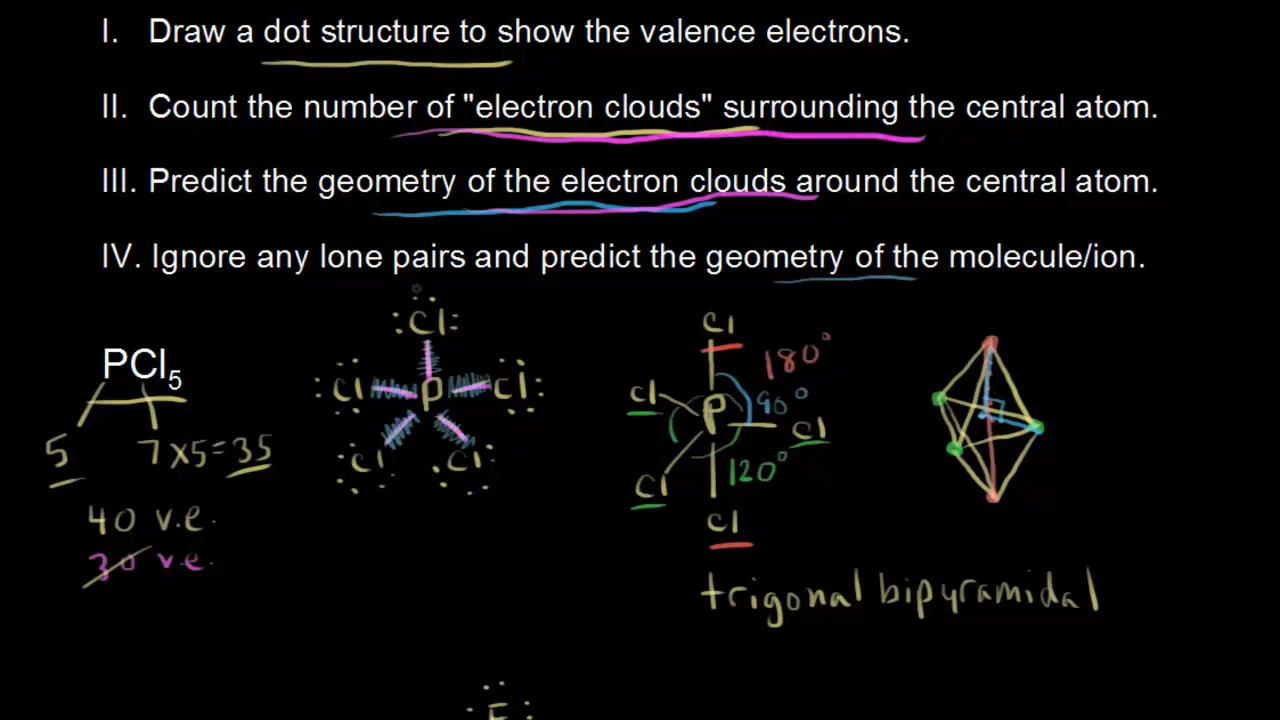 I. Draw a dot structure to show the valence electrons.
II. Count the number of "electron clouds" surrounding the central atom.
III. Predict the geometry of the electron clouds around the central atom.
IV. Ignore any lone pairs and predict the geometry of the molecule/ion.
PCl₅
5 7x5=35
40 v.e.
30 v.e.
:Cl:
:Cl P Cl:
:Cl .Cl:
Cl
180°
Cl P 90°
Cl
Cl 120°
Cl
trigonal bipyramidal
:F: